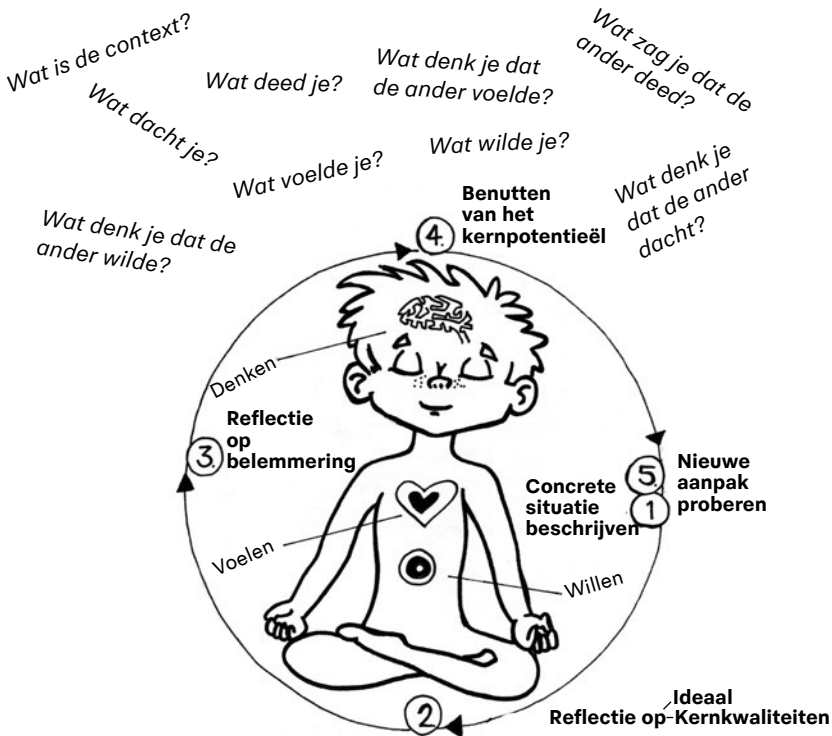 Wat is de context?
Wat deed je?
Wat denk je dat
de ander voelde?
Wat zag je dat de
ander deed?
Wat dacht je?
Wat voelde je?
Wat wilde je?
Wat denk je
dat de ander
dacht?
Wat denk je dat de
ander wilde?
4.
Benutten
van het
kernpotentieël
Denken
3.
Reflectie
op
belemmering
5.
1
Nieuwe
aanpak
proberen
Concrete
situatie
beschrijven
Voelen
Willen
2
Ideaal
Reflectie op Kernkwaliteiten